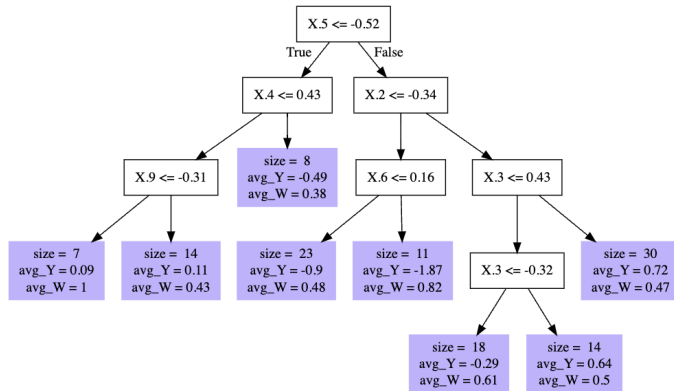 X.5 <= -0.52
True
False
X.4 <= 0.43
X.2 <= -0.34
X.9 <= -0.31
size = 8
avg_Y = -0.49
avg_W = 0.38
X.6 <= 0.16
X.3 <= 0.43
size = 7
avg_Y = 0.09
avg_W = 1
size = 14
avg_Y = 0.11
avg_W = 0.43
size = 23
avg_Y = -0.9
avg_W = 0.48
size = 11
avg_Y = -1.87
avg_W = 0.82
X.3 <= -0.32
size = 30
avg_Y = 0.72
avg_W = 0.47
size = 18
avg_Y = -0.29
avg_W = 0.61
size = 14
avg_Y = 0.64
avg_W = 0.5